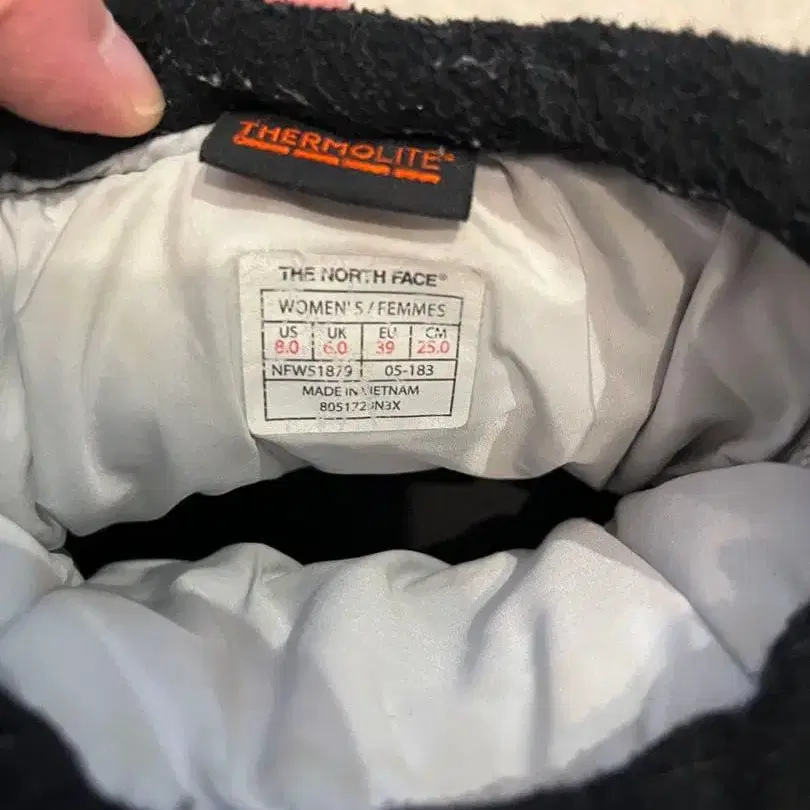 THERMOLITE®
THE NORTH FACE®
WOMEN'S/FEMMES
US UK EU CM
8.0 6.0 39 25.0
NFW51879 05-183
MADE IN VIETNAM